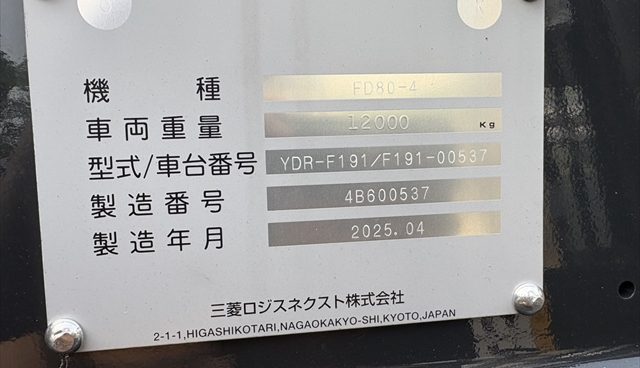 機種 FD80-4
車両重量 12000 Kg
型式/車台番号 YDR-F191/F191-00537
製造番号 4B600537
製造年月 2025.04
三菱ロジスネクスト株式会社
2-1-1,HIGASHIKOTARI,NAGAOKAKYO-SHI,KYOTO,JAPAN